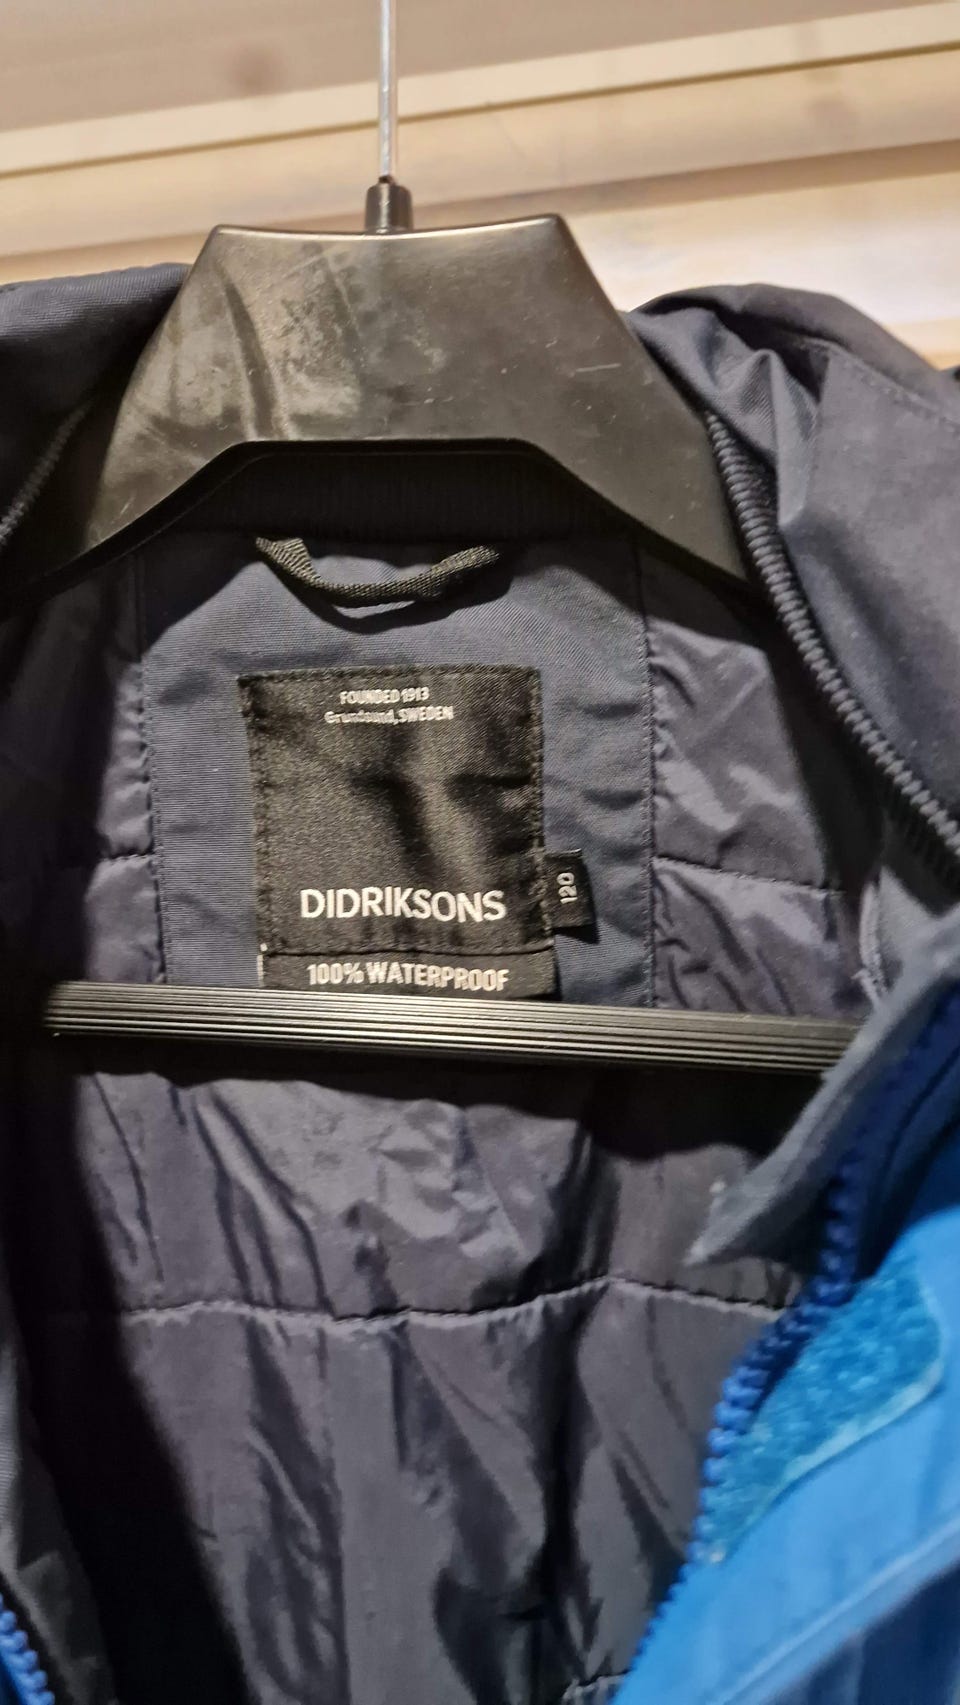 FOUNDED 1913
Grundsund, SWEDEN
DIDRIKSONS
120
100% WATERPROOF